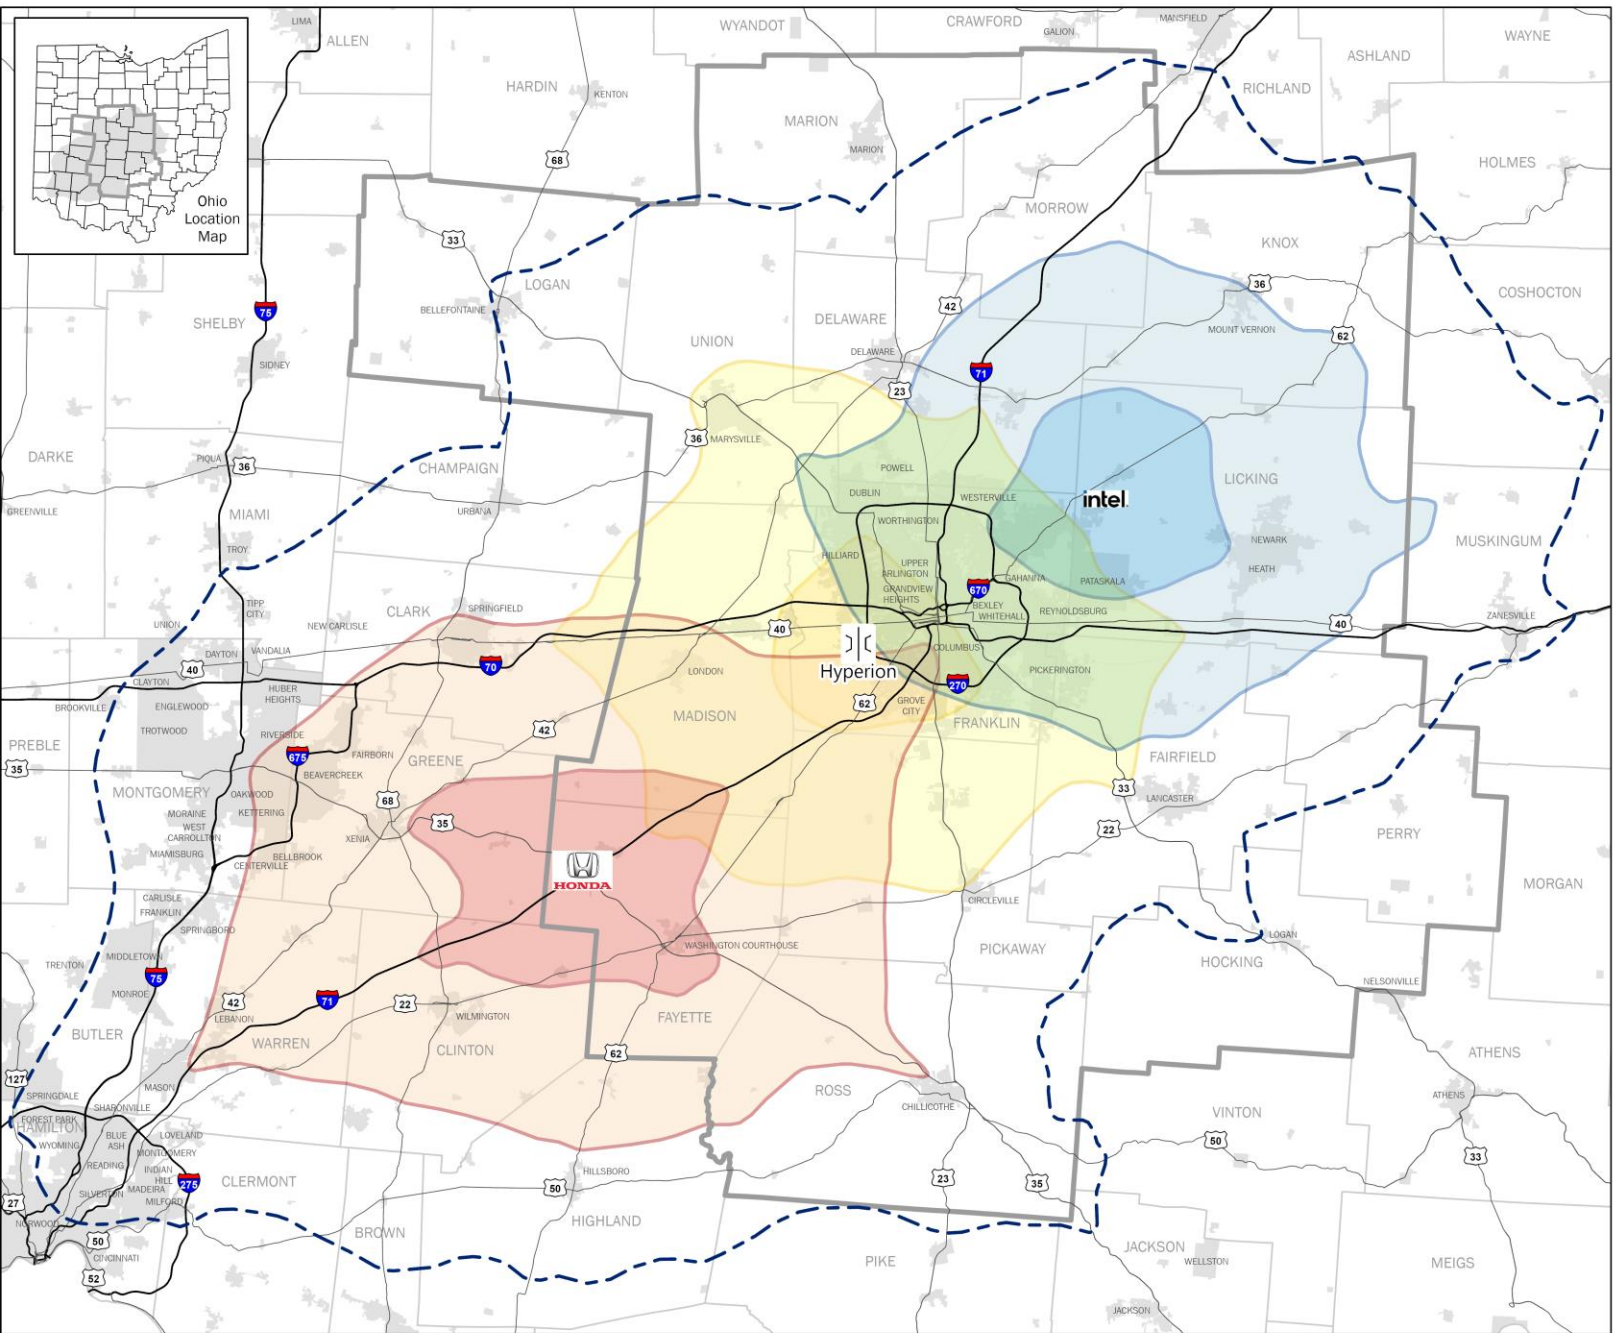 LIMA
ALLEN
WYANDOT
CRAWFORD
GALION
MANSFIELD
WAYNE
ASHLAND
RICHLAND
HARDIN
KENTON
MARION
MARION
HOLMES
68
Ohio
Location
Map
33
MORROW
KNOX
LOGAN
36
COSHOCTON
BELLEFONTAINE
75
SHELBY
42
DELAWARE
UNION
MOUNT VERNON
62
DELAWARE
SIDNEY
71
23
DARKE
PIQUA
36
CHAMPAIGN
36
MARYSVILLE
POWELL
LICKING
DUBLIN
WESTERVILLE
intel
GREENVILLE
MIAMI
URBANA
WORTHINGTON
TROY
HILLIARD
NEWARK
MUSKINGUM
UPPER
ARLINGTON
HEATH
GAHANNA
PATASKALA
670
GRANDVIEW
HEIGHTS
TIPP
CITY
CLARK
SPRINGFIELD
BEXLEY
WHITEHALL
REYNOLDSBURG
ZANESVILLE
UNION
NEW CARLISLE
40
40
DAYTON
VANDALIA
COLUMBUS
40
70
Hyperion
LONDON
PICKERINGTON
CLAYTON
HUBER
HEIGHTS
270
BROOKVILLE
ENGLEWOOD
62
GROVE
CITY
MADISON
FRANKLIN
TROTWOOD
RIVERSIDE
42
PREBLE
675
FAIRBORN
GREENE
FAIRFIELD
35
BEAVERCREEK
33
MONTGOMERY
OAKWOOD
68
LANCASTER
MORAINE
KETTERING
35
WEST
CARROLLTON
XENIA
22
PERRY
MIAMISBURG
BELLBROOK
CENTERVILLE
HONDA
MORGAN
CARLISLE
CIRCLEVILLE
FRANKLIN
SPRINGBORO
LOGAN
WASHINGTON COURTHOUSE
PICKAWAY
MIDDLETOWN
HOCKING
TRENTON
75
NELSONVILLE
MONROE
71
42
22
LEBANON
WILMINGTON
FAYETTE
BUTLER
WARREN
CLINTON
62
ATHENS
127
MASON
ROSS
SPRINGDALE
ATHENS
SHARONVILLE
CHILLICOTHE
VINTON
FOREST PARK
HAMILTON
BLUE
ASH
LOVELAND
50
WYOMING
MONTGOMERY
33
READING
INDIAN
HILL
HILLSBORO
275
CLERMONT
23
35
MADEIRA
50
SILVERTON
MILFORD
27
NORWOOD
HIGHLAND
BROWN
50
JACKSON
CINCINNATI
PIKE
WELLSTON
MEIGS
52
JACKSON